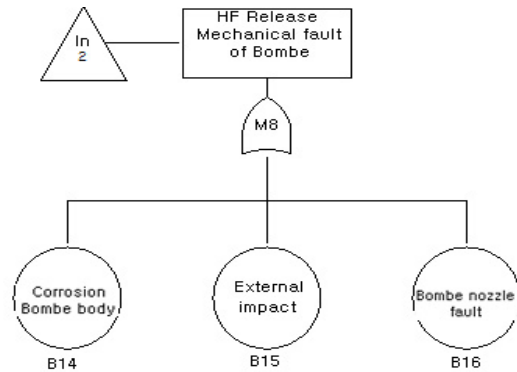 In
2
HF Release
Mechanical fault
of Bombe
M8
Corrosion
Bombe body
External
impact
Bombe nozzle
fault
B14
B15
B16